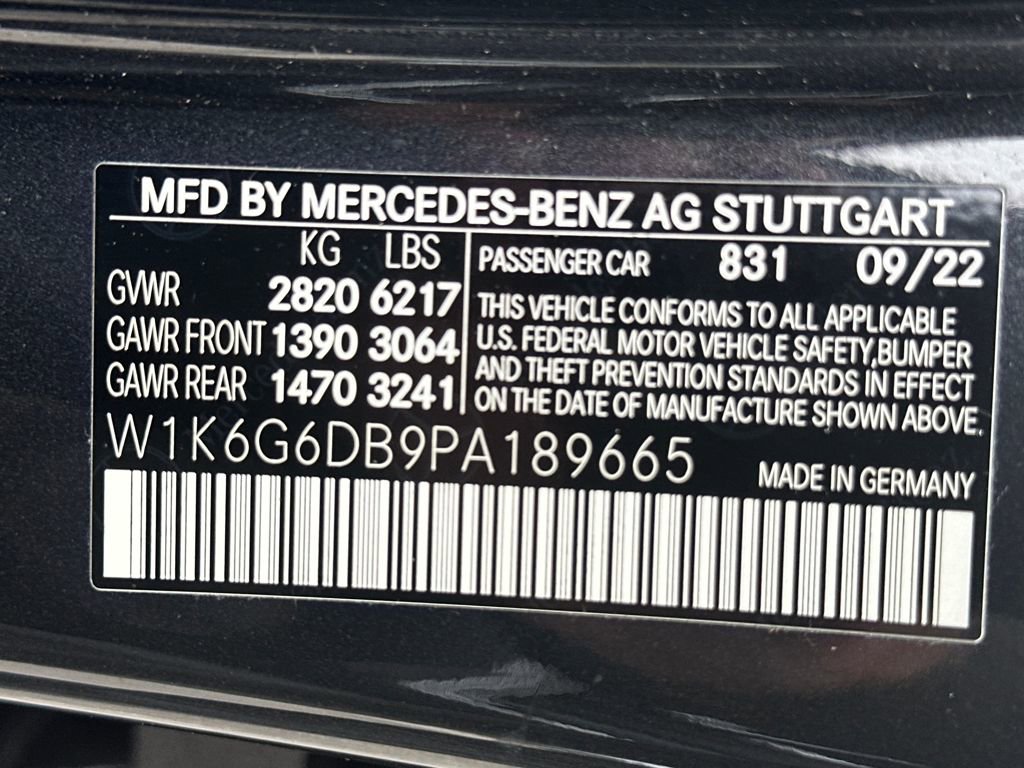 MFD BY MERCEDES-BENZ AG STUTTGART
KG LBS
GVWR 2820 6217
GAWR FRONT 1390 3064
GAWR REAR 1470 3241
PASSENGER CAR 831 09/22
THIS VEHICLE CONFORMS TO ALL APPLICABLE
U.S. FEDERAL MOTOR VEHICLE SAFETY,BUMPER
AND THEFT PREVENTION STANDARDS IN EFFECT
ON THE DATE OF MANUFACTURE SHOWN ABOVE.
W1K6G6DB9PA189665
MADE IN GERMANY